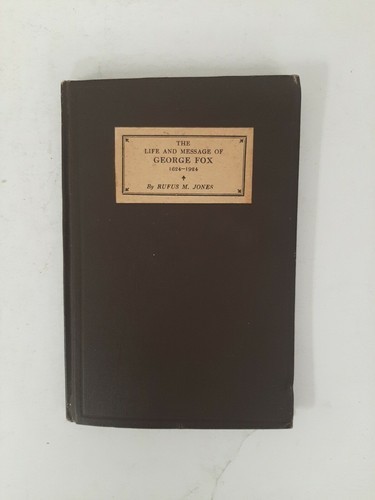 THE
LIFE AND MESSAGE OF
GEORGE FOX
1624-1924
By RUFUS M. JONES